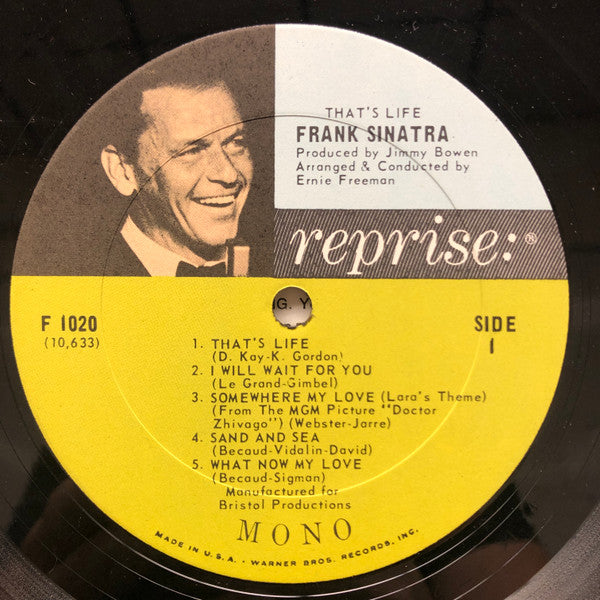 THAT'S LIFE
FRANK SINATRA
Produced by Jimmy Bowen
Arranged & Conducted by
Ernie Freeman
reprise:®
F 1020
(10,633)
SIDE
1
1. THAT'S LIFE
(D. Kay-K. Gordon)
2. I WILL WAIT FOR YOU
(Le Grand-Gimbel)
3. SOMEWHERE MY LOVE (Lara's Theme)
(From The MGM Picture "Doctor
Zhivago") (Webster-Jarre)
4. SAND AND SEA
(Becaud-Vidalin-David)
5. WHAT NOW MY LOVE
(Becaud-Sigman)
Manufactured for
Bristol Productions
MONO
MADE IN U.S.A. • WARNER BROS. RECORDS, INC.